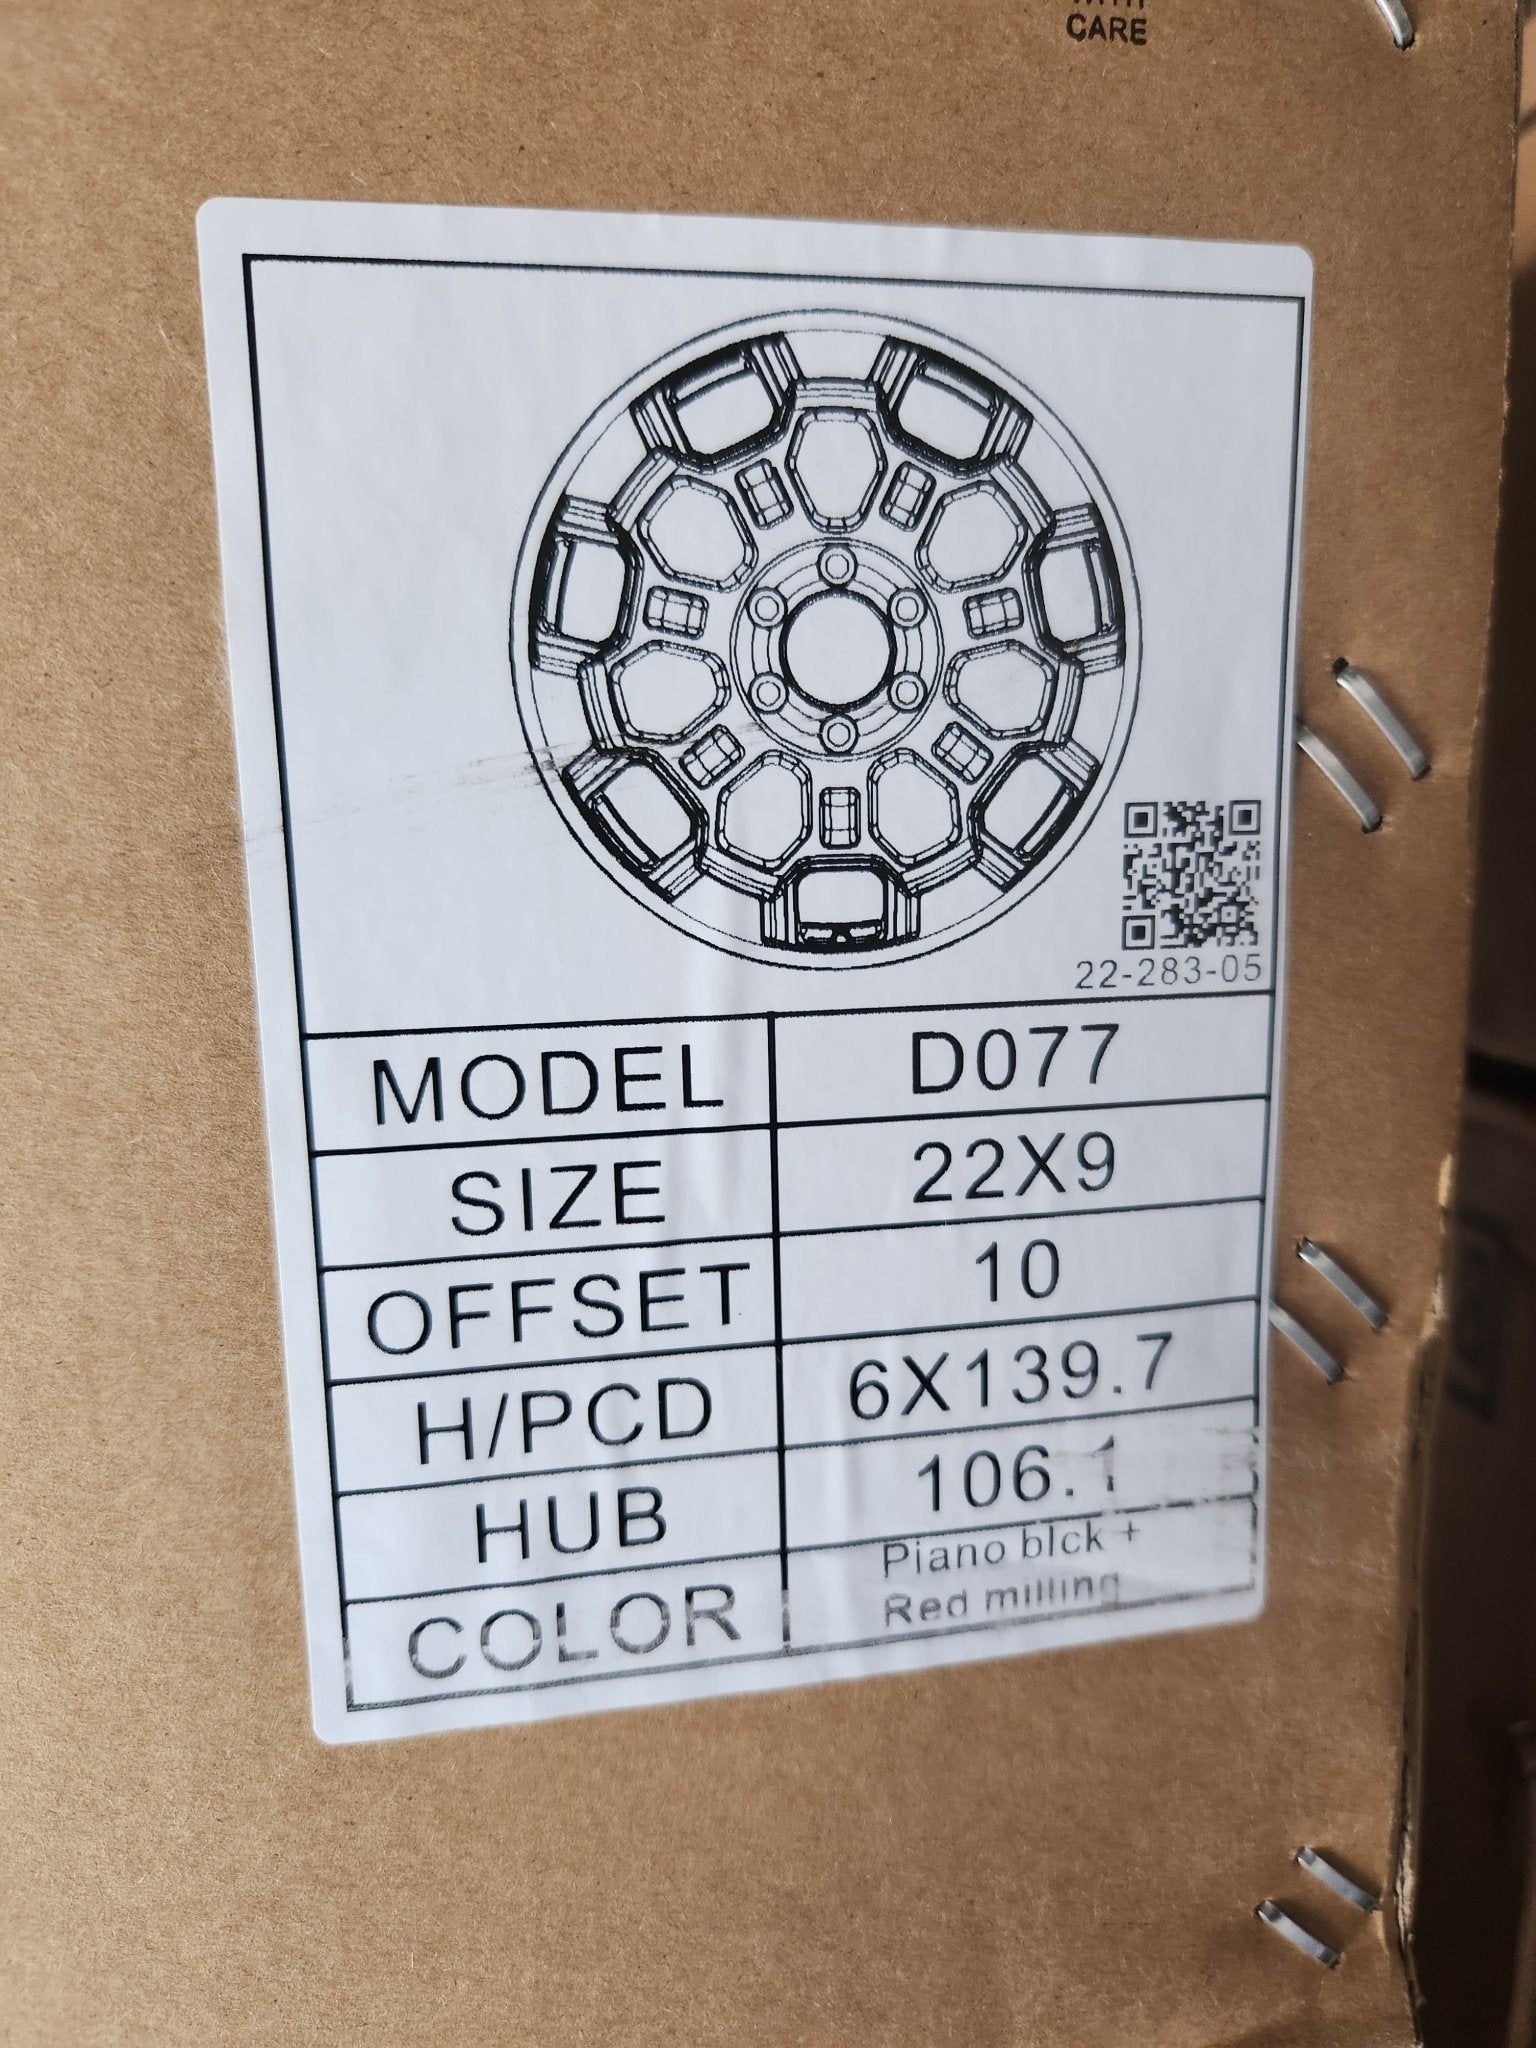 CARE
22-283-05
MODEL D077
SIZE 22X9
OFFSET 10
H/PCD 6X139.7
HUB 106.1
COLOR Piano blck +
Red milling